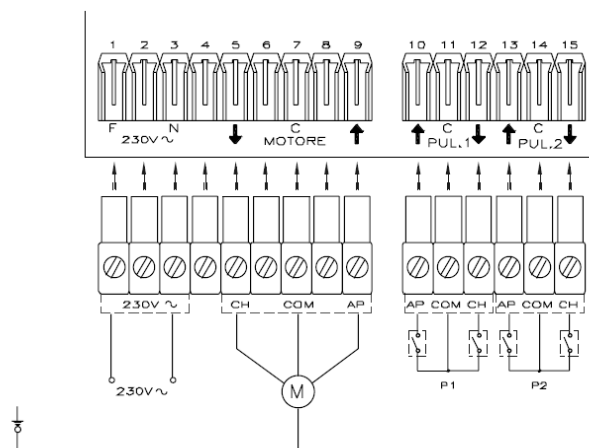 1 2 3 4 5 6 7 8 9 10 11 12 13 14 15
F N C C C
230V~ MOTORE PUL.1 PUL.2
230V~ CH COM AP AP COM CH AP COM CH
M P1 P2
230V~